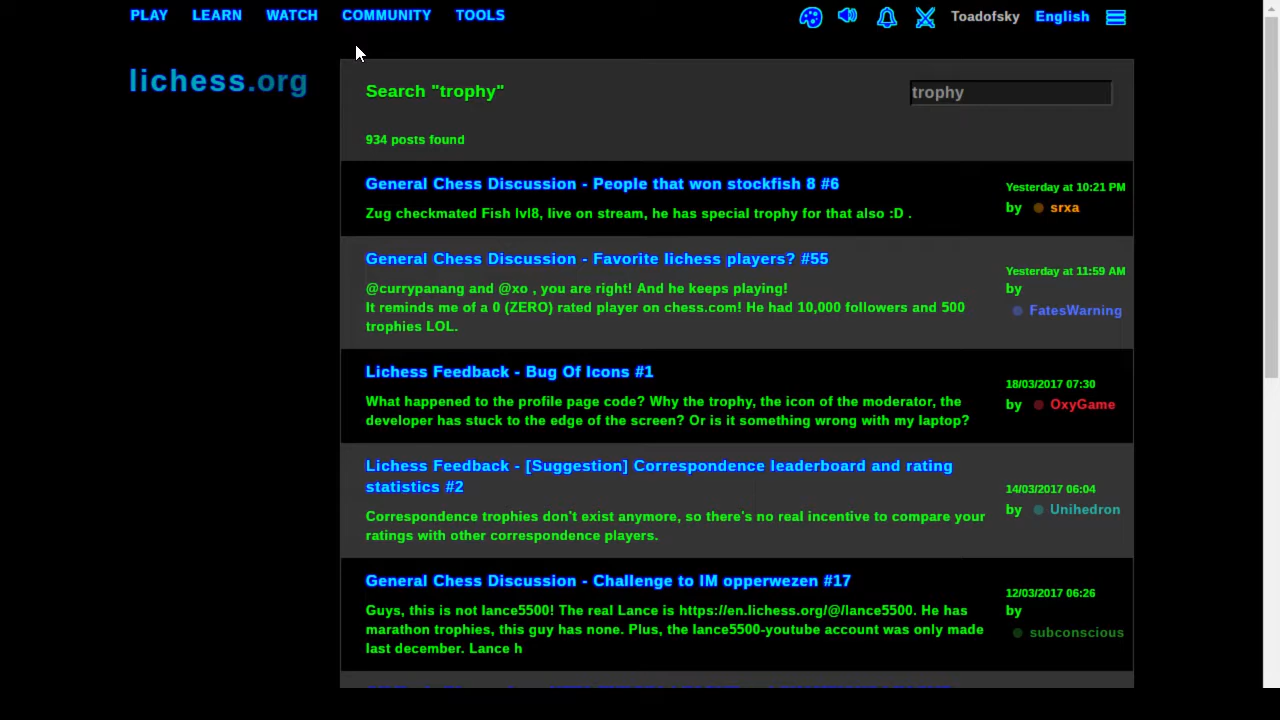 PLAY LEARN WATCH COMMUNITY TOOLS Toadofsky English
lichess.org
Search "trophy" trophy
934 posts found
General Chess Discussion - People that won stockfish 8 #6
Zug checkmated Fish lvl8, live on stream, he has special trophy for that also :D .
Yesterday at 10:21 PM
by srxa
General Chess Discussion - Favorite lichess players? #55
@currypanang and @xo , you are right! And he keeps playing!
It reminds me of a 0 (ZERO) rated player on chess.com! He had 10,000 followers and 500
trophies LOL.
Yesterday at 11:59 AM
by
FatesWarning
Lichess Feedback - Bug Of Icons #1
What happened to the profile page code? Why the trophy, the icon of the moderator, the
developer has stuck to the edge of the screen? Or is it something wrong with my laptop?
18/03/2017 07:30
by OxyGame
Lichess Feedback - [Suggestion] Correspondence leaderboard and rating
statistics #2
Correspondence trophies don't exist anymore, so there's no real incentive to compare your
ratings with other correspondence players.
14/03/2017 06:04
by Unihedron
General Chess Discussion - Challenge to IM opperwezen #17
Guys, this is not lance5500! The real Lance is https://en.lichess.org/@/lance5500. He has
marathon trophies, this guy has none. Plus, the lance5500-youtube account was only made
last december. Lance h
12/03/2017 06:26
by
subconscious